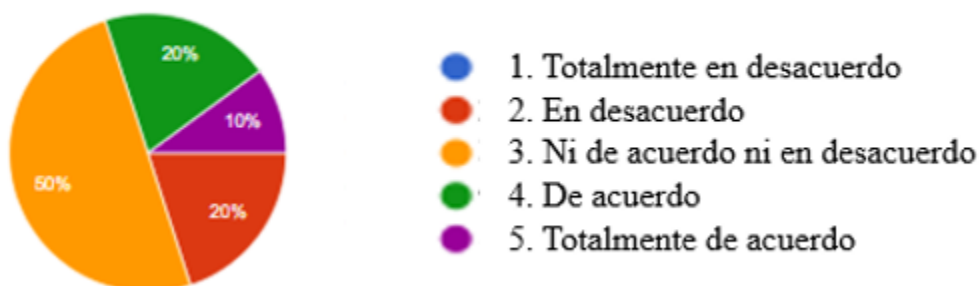 20%
10%
50%
20%
1. Totalmente en desacuerdo
2. En desacuerdo
3. Ni de acuerdo ni en desacuerdo
4. De acuerdo
5. Totalmente de acuerdo